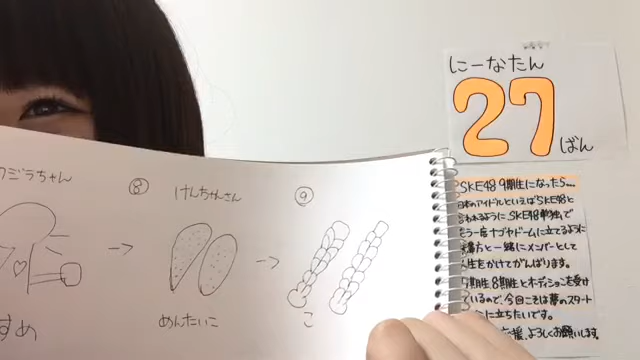 にーなたん
27
ばん
SKE48 9期生になったら…
日本のアイドルといえばSKE48と
言われるように、SKE48単独で
もう一度ナゴヤドームに立てるように
皆方と一緒にメンバーとして
人生をかけてがんばります。
7期生8期生とオーディションを受け
ているので、今回こそは夢のスタート
に立ちたいです。
応援、よろしくお願いします。
クジラちゃん
すめ
⑧
けんちゃんさん
めんたいこ
⑨
こ